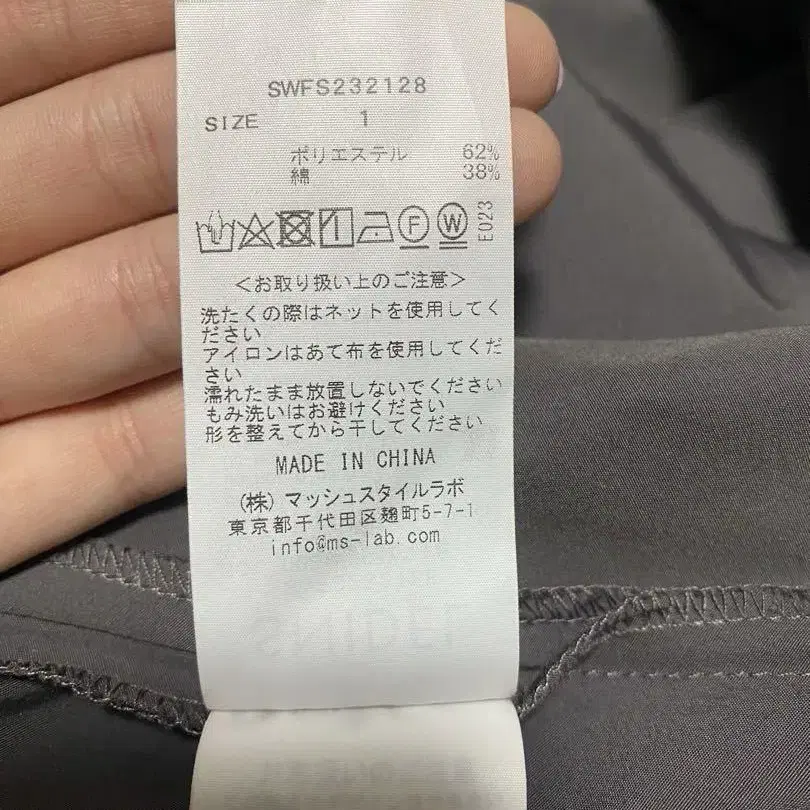 SWFS232128
SIZE 1
ポリエステル 62%
綿 38%
F W E023
<お取り扱い上のご注意>
洗たくの際はネットを使用してく
ださい
アイロンはあて布を使用してくだ
さい
濡れたまま放置しないでください
もみ洗いはお避けください
形を整えてから干してください
MADE IN CHINA
(株)マッシュスタイルラボ
東京都千代田区麹町5-7-1
info@ms-lab.com